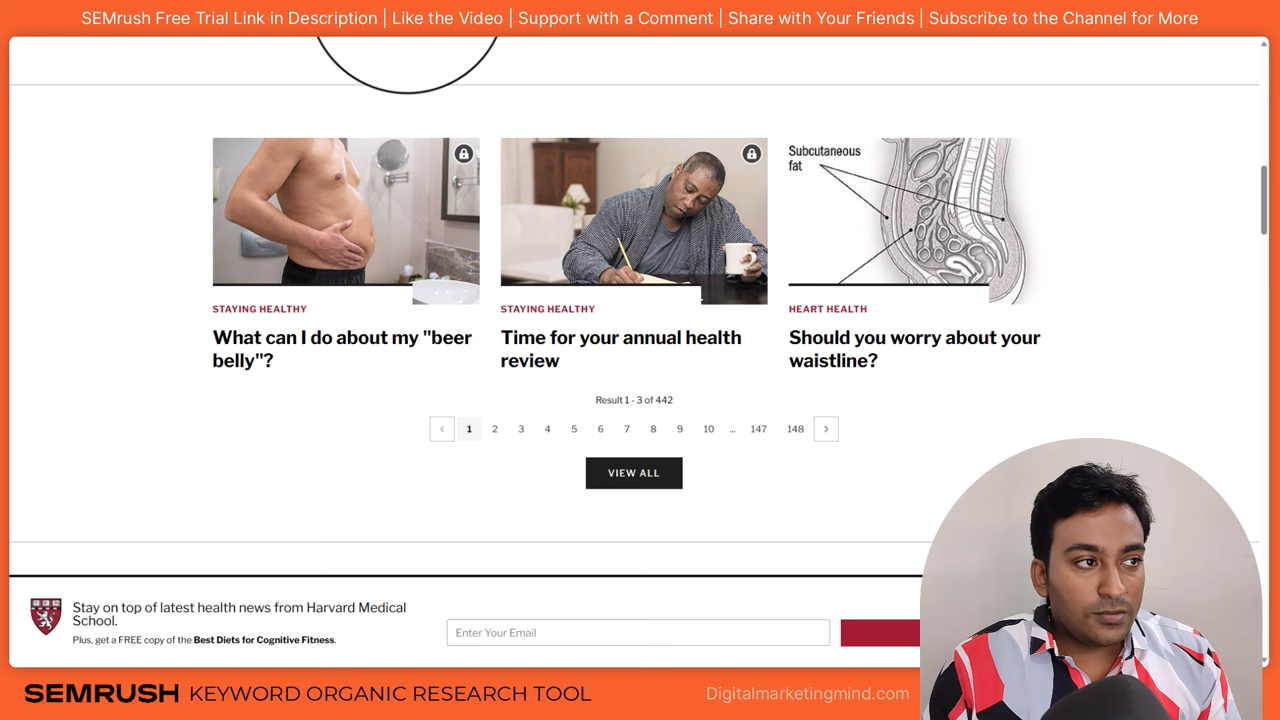 SEMrush Free Trial Link in Description | Like the Video | Support with a Comment | Share with Your Friends | Subscribe to the Channel for More
Subcutaneous
fat
STAYING HEALTHY
What can I do about my "beer
belly"?
STAYING HEALTHY
Time for your annual health
review
HEART HEALTH
Should you worry about your
waistline?
Result 1 - 3 of 442
1 2 3 4 5 6 7 8 9 10 ... 147 148
VIEW ALL
Stay on top of latest health news from Harvard Medical
School.
Plus, get a FREE copy of the Best Diets for Cognitive Fitness.
Enter Your Email
SEMRUSH KEYWORD ORGANIC RESEARCH TOOL
Digitalmarketingmind.com